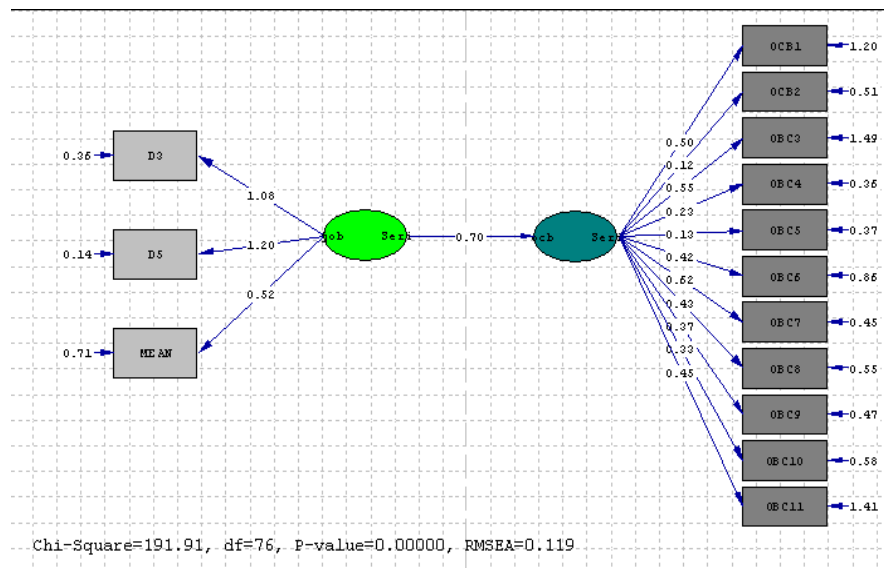 OCB1
1.20
OCB2
0.51
0.50
OBC3
1.49
0.12
0.36
D3
0.55
OBC4
0.36
1.08
0.23
OBC5
0.37
0.13
job Seri
0.70
ocb Seri
0.14
D5
1.20
0.42
OBC6
0.86
0.62
0.52
0.43
OBC7
0.45
0.37
0.71
MEAN
0.33
OBC8
0.55
0.45
OBC9
0.47
OBC10
0.58
OBC11
1.41
Chi-Square=191.91, df=76, P-value=0.00000, RMSEA=0.119